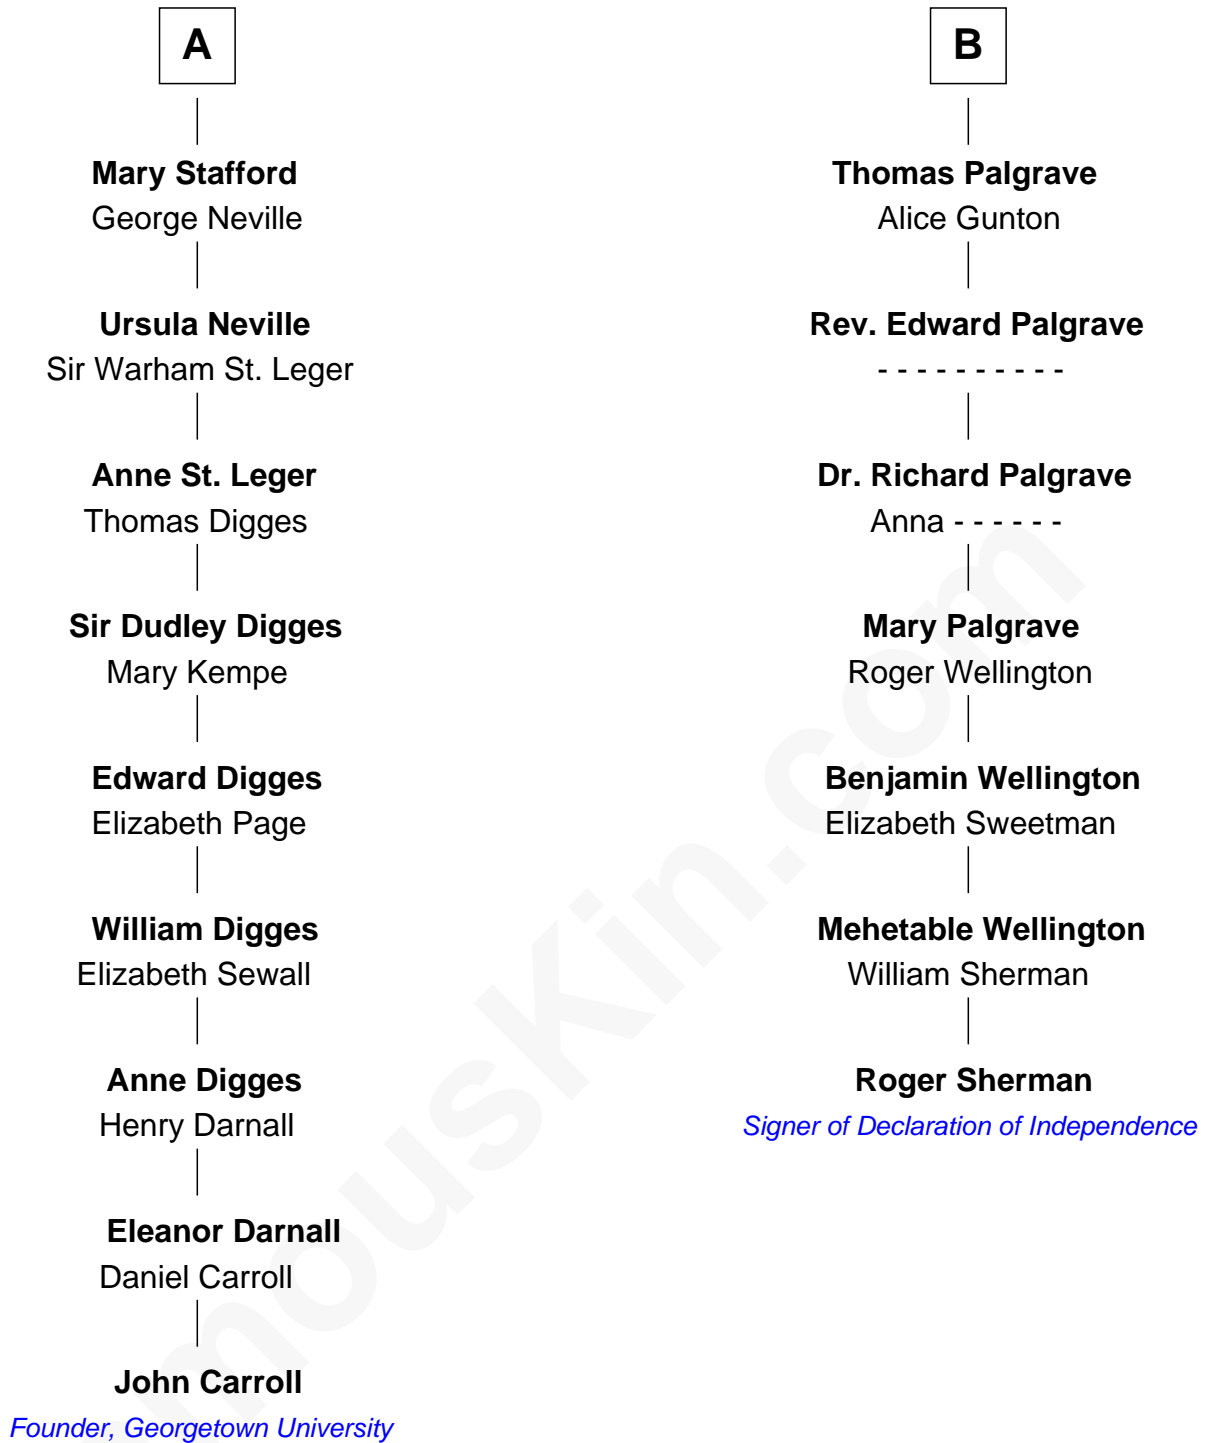 A
Mary Stafford
George Neville
Ursula Neville
Sir Warham St. Leger
Anne St. Leger
Thomas Digges
Sir Dudley Digges
Mary Kempe
Edward Digges
Elizabeth Page
William Digges
Elizabeth Sewall
Anne Digges
Henry Darnall
Eleanor Darnall
Daniel Carroll
John Carroll
Founder, Georgetown University
B
Thomas Palgrave
Alice Gunton
Rev. Edward Palgrave
- - - - - - - - - -
Dr. Richard Palgrave
Anna - - - - - -
Mary Palgrave
Roger Wellington
Benjamin Wellington
Elizabeth Sweetman
Mehetable Wellington
William Sherman
Roger Sherman
Signer of Declaration of Independence
mouskin.com